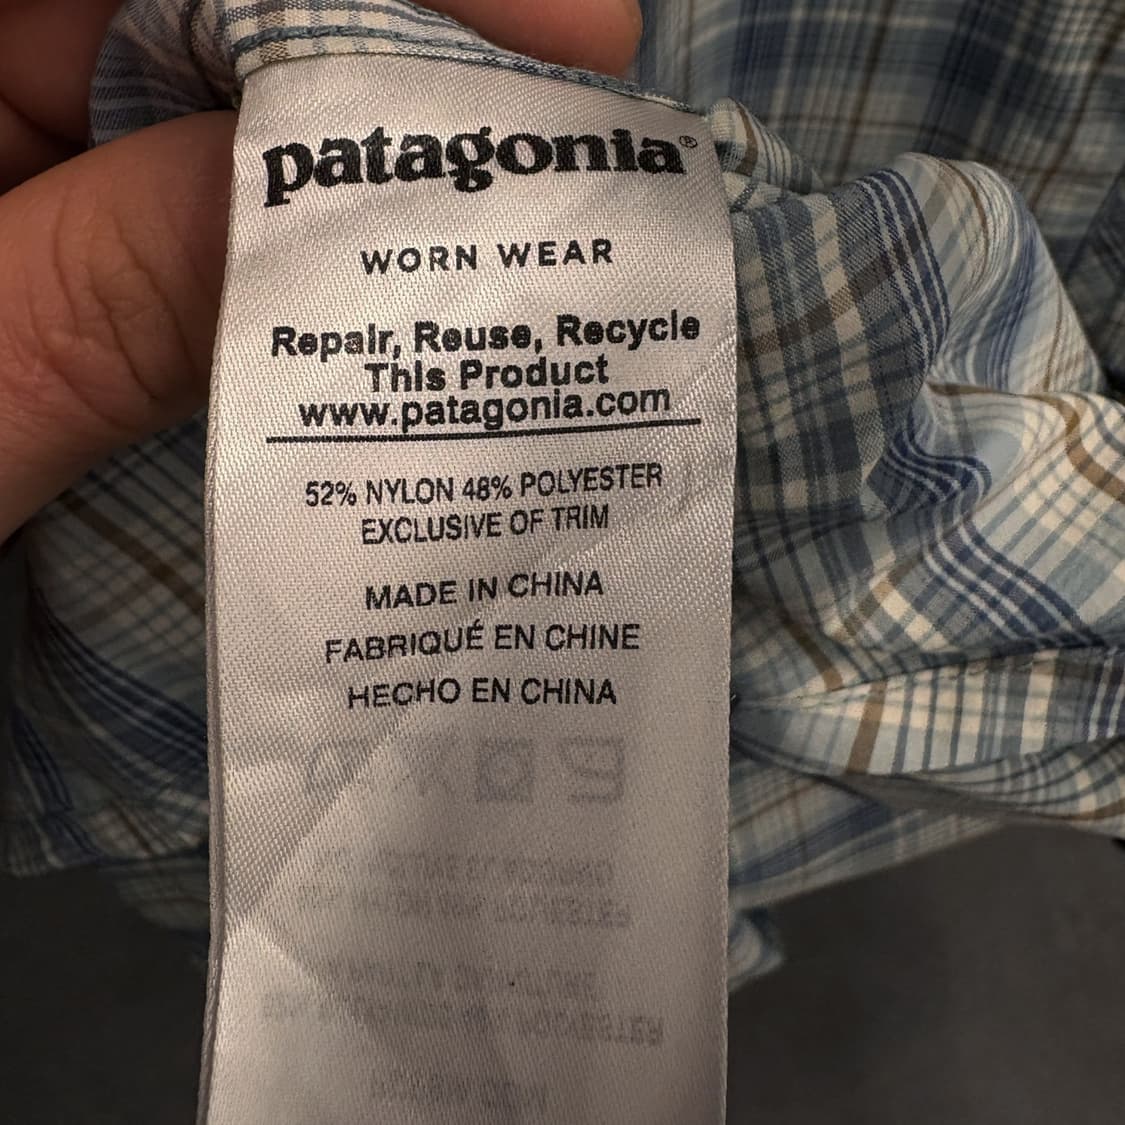 patagonia®
WORN WEAR
Repair, Reuse, Recycle
This Product
www.patagonia.com
52% NYLON 48% POLYESTER
EXCLUSIVE OF TRIM
MADE IN CHINA
FABRIQUÉ EN CHINE
HECHO EN CHINA